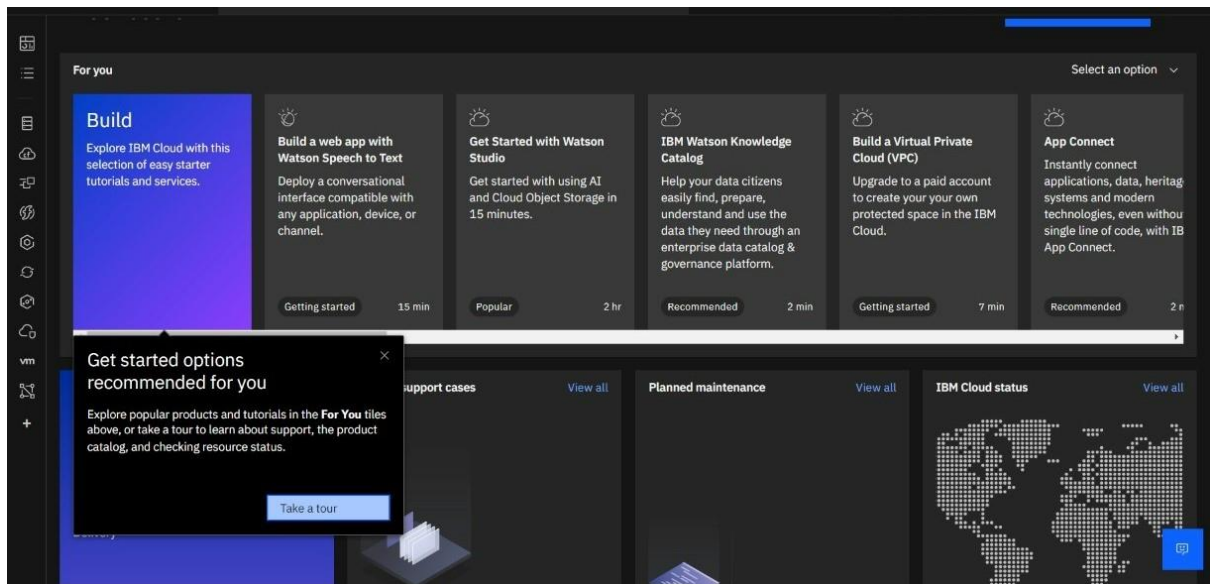 For you
Select an option
Build
Explore IBM Cloud with this
selection of easy starter
tutorials and services.
Build a web app with
Watson Speech to Text
Deploy a conversational
interface compatible with
any application, device, or
channel.
Getting started
15 min
Get Started with Watson
Studio
Get started with using AI
and Cloud Object Storage in
15 minutes.
Popular
2 hr
IBM Watson Knowledge
Catalog
Help your data citizens
easily find, prepare,
understand and use the
data they need through an
enterprise data catalog &
governance platform.
Recommended
2 min
Build a Virtual Private
Cloud (VPC)
Upgrade to a paid account
to create your your own
protected space in the IBM
Cloud.
Getting started
7 min
App Connect
Instantly connect
applications, data, heritag
systems and modern
technologies, even withou
single line of code, with IB
App Connect.
Recommended
2
vm
Get started options
recommended for you
Explore popular products and tutorials in the For You tiles
above, or take a tour to learn about support, the product
catalog, and checking resource status.
Take a tour
support cases
View all
Planned maintenance
View all
IBM Cloud status
View all